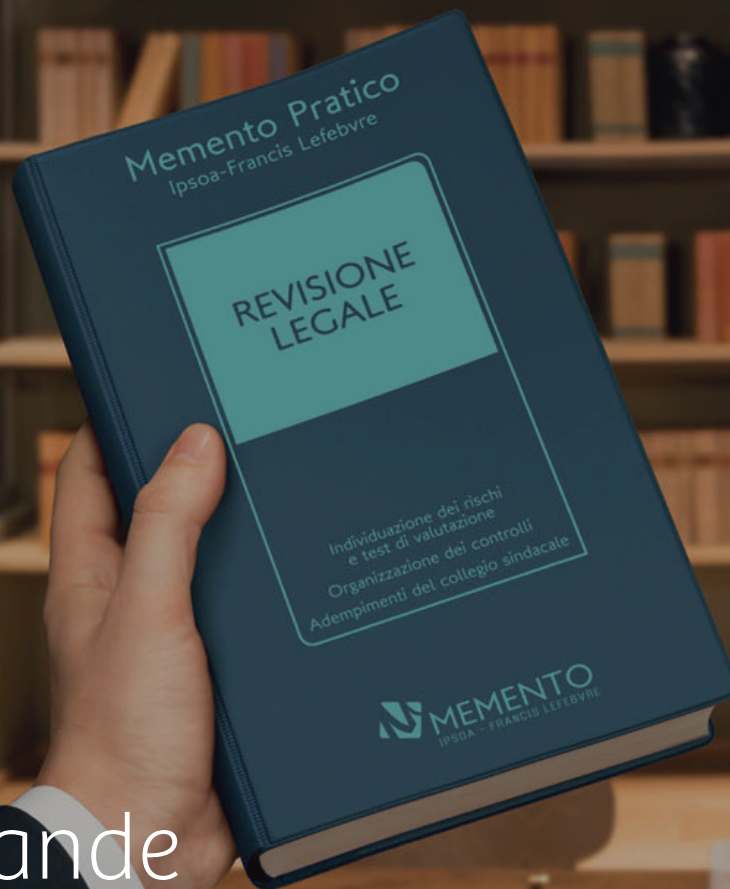 Memento Pratico
Ipsoa-Francis Lefebvre
REVISIONE
LEGALE
Individuazione dei rischi
e test di valutazione
Organizzazione dei controlli
Adempimenti del collegio sindacale
MEMENTO
IPSOA - FRANCIS LEFEBVRE
ande